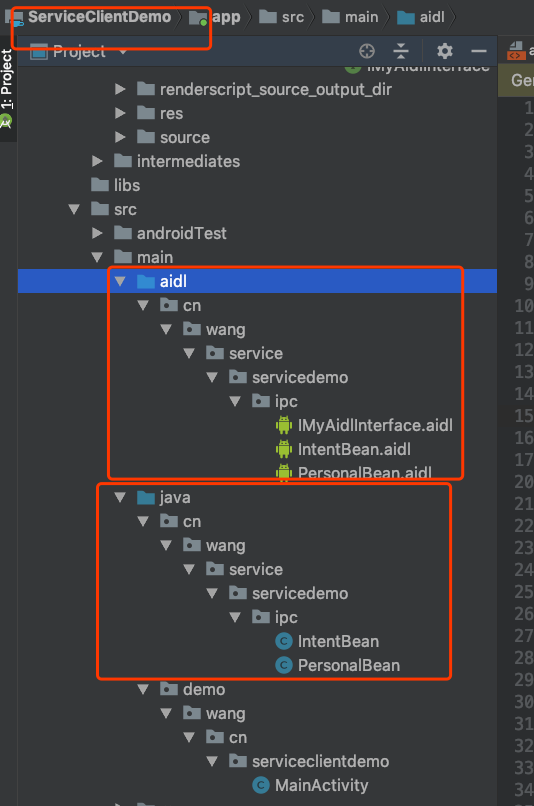 ServiceClientDemo app src main aidl
Project
1: Project
IMyAidlInterface
Ger
renderscript_source_output_dir
res
source
intermediates
libs
src
androidTest
main
aidl
cn
wang
service
servicedemo
ipc
IMyAidlInterface.aidl
IntentBean.aidl
PersonalBean.aidl
java
cn
wang
service
servicedemo
ipc
IntentBean
PersonalBean
demo
wang
cn
serviceclientdemo
MainActivity
1
2
3
4
5
6
7
8
9
10
11
12
13
14
15
16
17
20
21
22
23
24
25
26
27
28
29
30
31
32
33
34